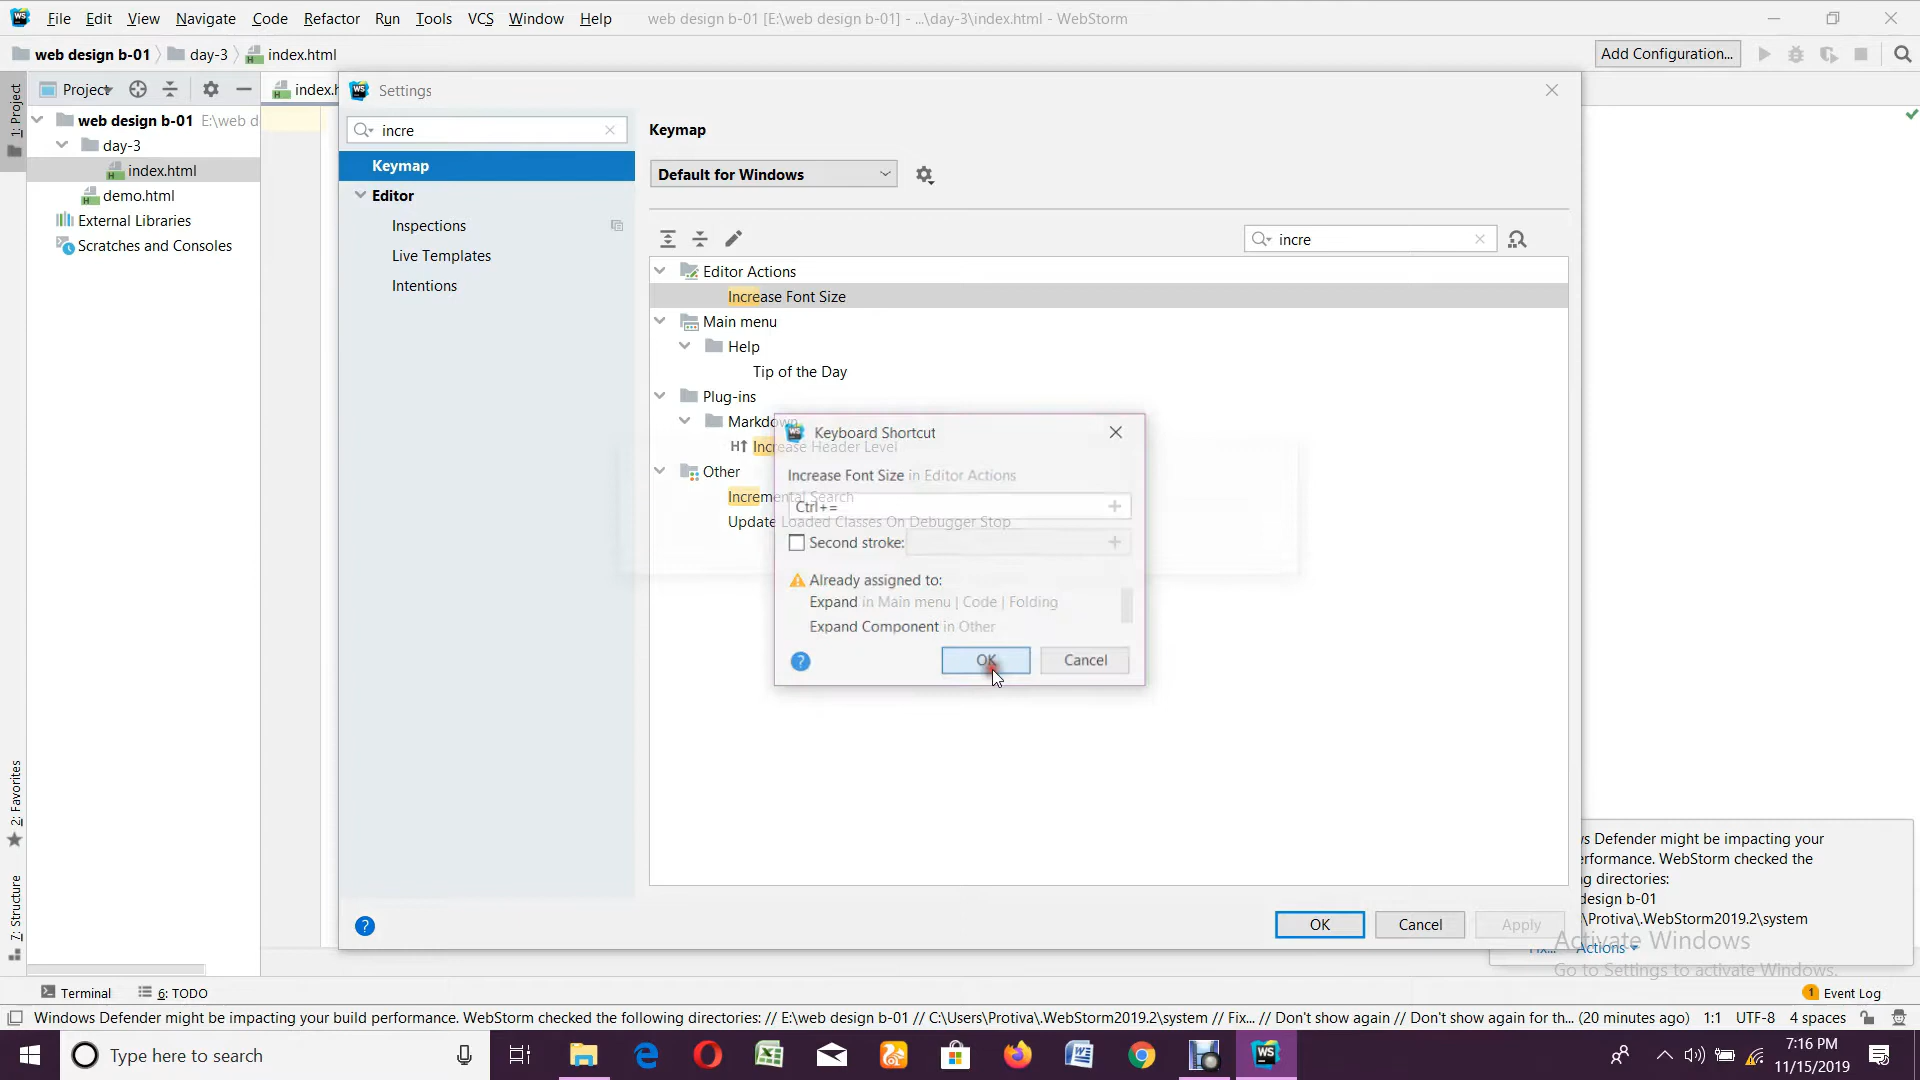 File Edit View Navigate Code Refactor Run Tools VCS Window Help web design b-01 [E:\web design b-01] - ...\day-3\index.html - WebStorm
web design b-01 day-3 index.html Add Configuration...
1: Project
Project
index.h
web design b-01 E:\web d
day-3
index.html
demo.html
External Libraries
Scratches and Consoles
Settings
incre
Keymap
Editor
Inspections
Live Templates
Intentions
Keymap
Default for Windows
incre
Editor Actions
Increase Font Size
Main menu
Help
Tip of the Day
Plug-ins
Markdown
Increase Header Level
Other
Incremental Search
Update Loaded Classes On Debugger Stop
Keyboard Shortcut
Increase Font Size in Editor Actions
Ctrl+=
Second stroke:
Already assigned to:
Expand in Main menu | Code | Folding
Expand Component in Other
OK Cancel
OK Cancel Apply
2: Favorites
7: Structure
s Defender might be impacting your
erformance. WebStorm checked the
g directories:
design b-01
\Protiva\.WebStorm2019.2\system
Fix... Actions
Activate Windows
Go to Settings to activate Windows.
Terminal 6: TODO 1 Event Log
Windows Defender might be impacting your build performance. WebStorm checked the following directories: // E:\web design b-01 // C:\Users\Protiva\.WebStorm2019.2\system // Fix... // Don't show again // Don't show again for th... (20 minutes ago) 1:1 UTF-8 4 spaces
Type here to search
7:16 PM
11/15/2019